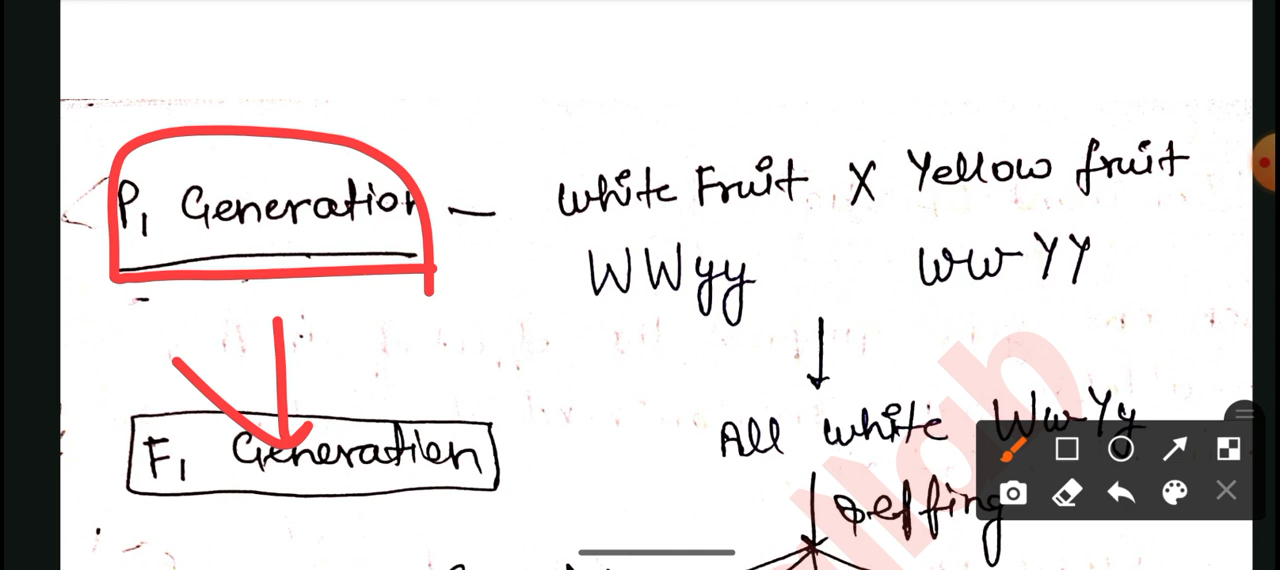 P1 Generation — White Fruit X Yellow fruit
WWyy wwYY
All white WwYy
F1 Generation
selfing